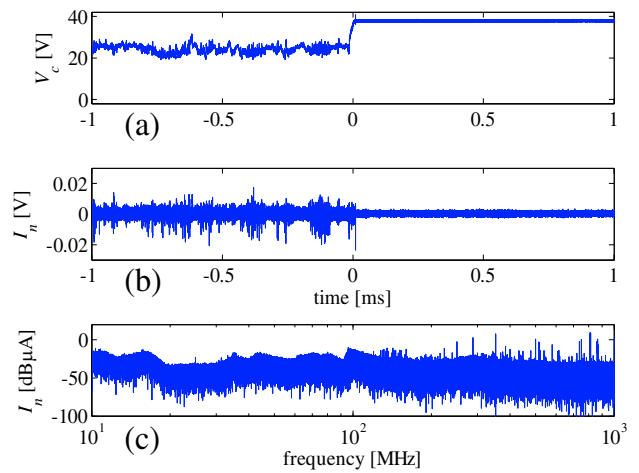 40
20
0
V_c [V]
-1 -0.5 0 0.5 1
(a)
0.02
0
-0.02
I_n [V]
-1 -0.5 0 0.5 1
(b) time [ms]
0
-50
-100
I_n [dBµA]
10^1 10^2 10^3
(c) frequency [MHz]